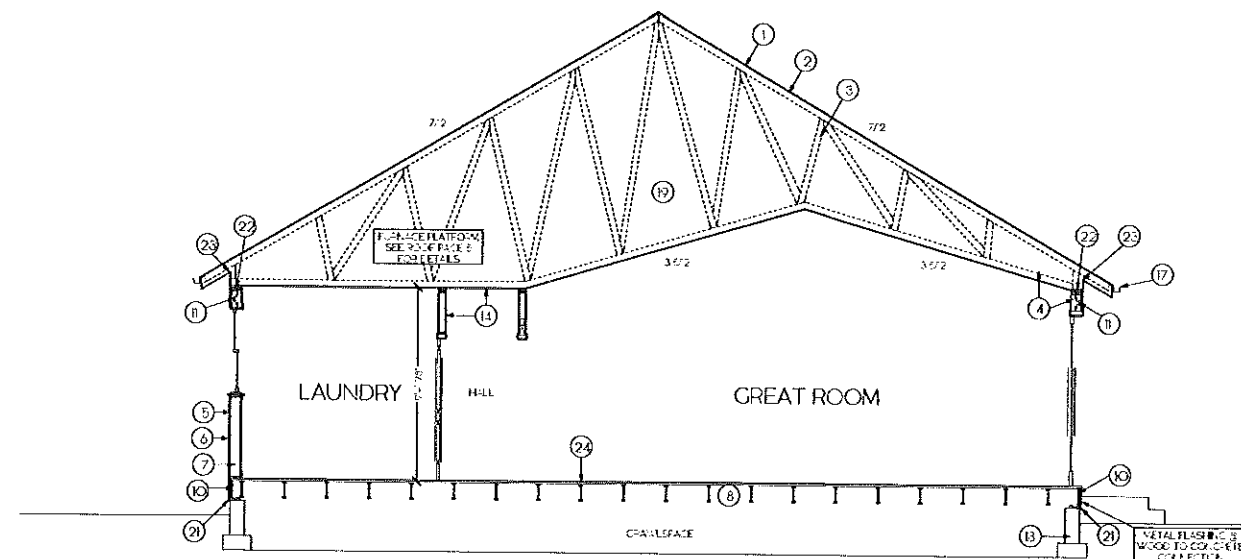 1
2
3
7/12
7/12
19
FURNACE PLATFORM
SEE ROOF PAGE 8
FOR DETAILS
23
22
3.5/12
3.5/12
22
23
17
11
14
4
11
LAUNDRY
HALL
GREAT ROOM
5
6
7
24
10
8
10
21
CRAWLSPACE
13
21
METAL FLASHING @
WOOD TO CONCRETE
CONNECTION